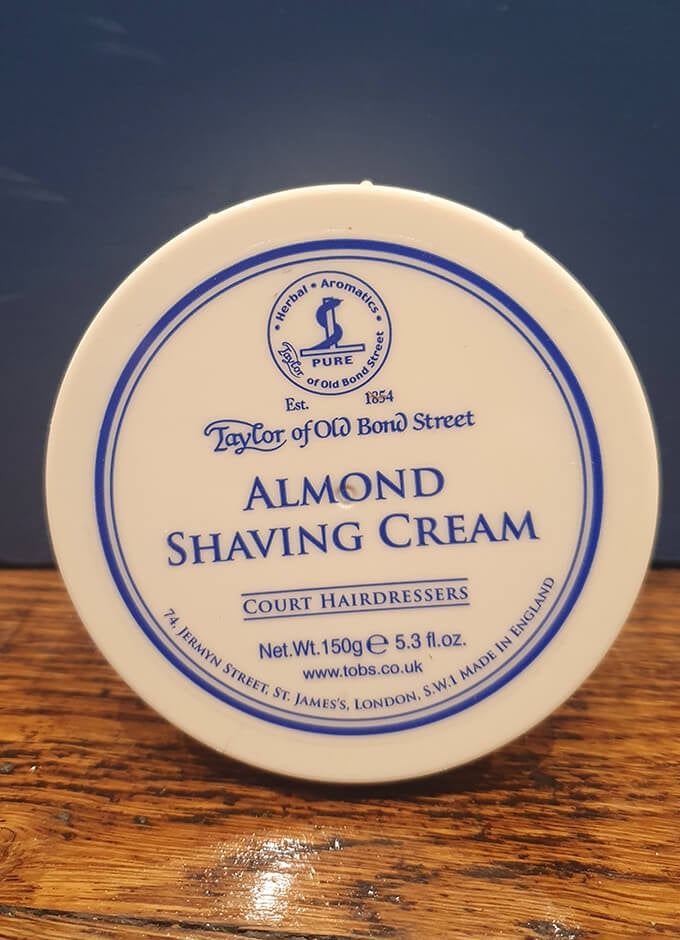 Herbal • Aromatics •
PURE
Taylor of Old Bond Street
Est. 1854
Taylor of Old Bond Street
ALMOND
SHAVING CREAM
COURT HAIRDRESSERS
Net.Wt.150g ℮ 5.3 fl.oz.
www.tobs.co.uk
74, JERMYN STREET, ST. JAMES'S, LONDON, S.W.1 MADE IN ENGLAND